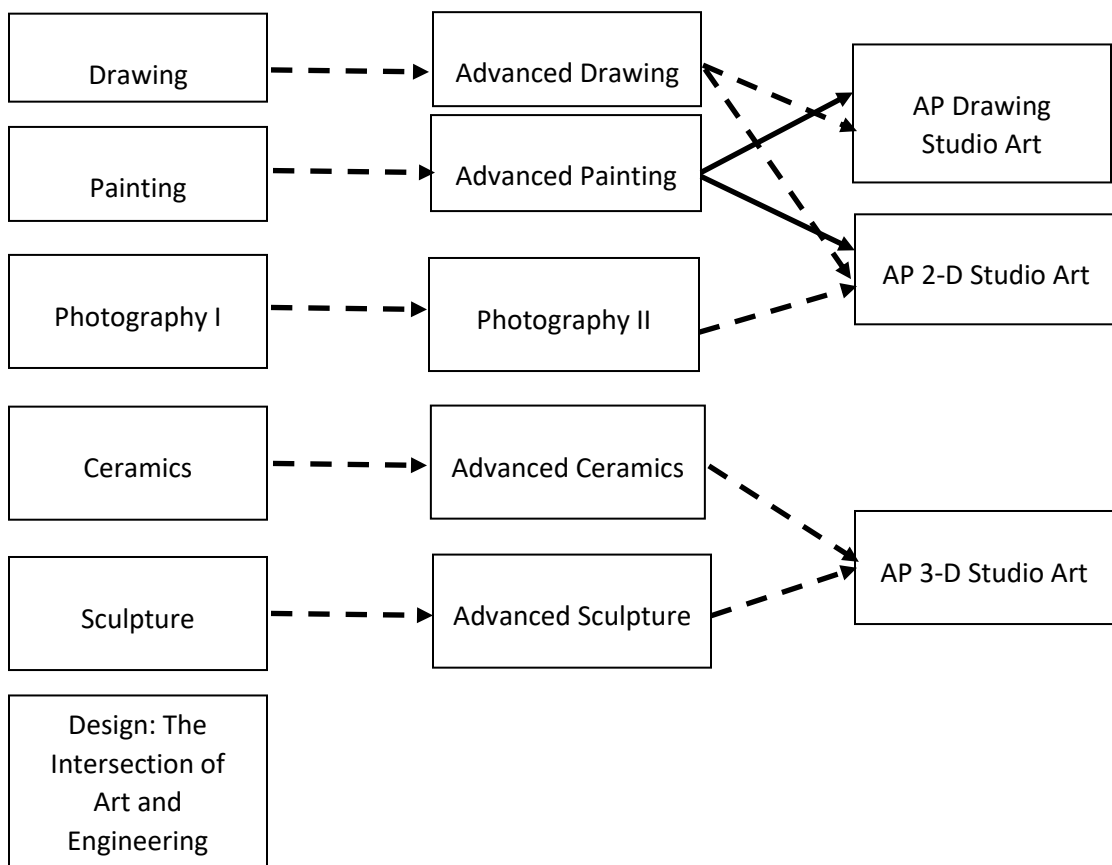 Drawing
Advanced Drawing
AP Drawing
Studio Art
Painting
Advanced Painting
AP 2-D Studio Art
Photography I
Photography II
Ceramics
Advanced Ceramics
AP 3-D Studio Art
Sculpture
Advanced Sculpture
Design: The
Intersection of
Art and
Engineering